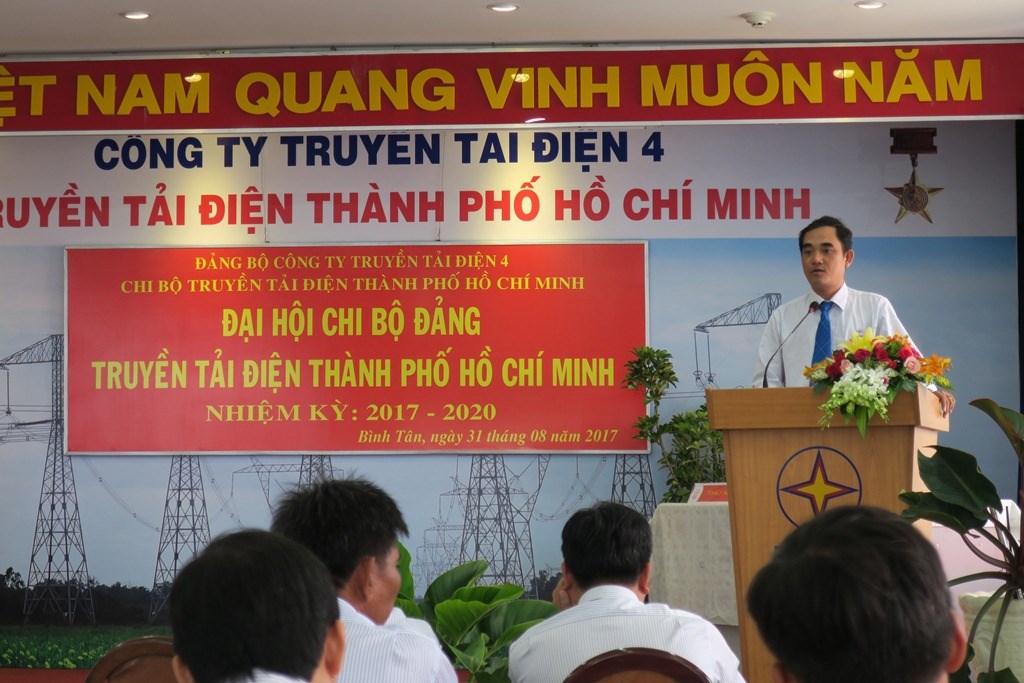 ỆT NAM QUANG VINH MUÔN NĂM
CÔNG TY TRUYỀN TẢI ĐIỆN 4
RUYỀN TẢI ĐIỆN THÀNH PHỐ HỒ CHÍ MINH
ĐẢNG BỘ CÔNG TY TRUYỀN TẢI ĐIỆN 4
CHI BỘ TRUYỀN TẢI ĐIỆN THÀNH PHỐ HỒ CHÍ MINH
ĐẠI HỘI CHI BỘ ĐẢNG
TRUYỀN TẢI ĐIỆN THÀNH PHỐ HỒ CHÍ MINH
NHIỆM KỲ: 2017 - 2020
Bình Tân, ngày 31 tháng 08 năm 2017